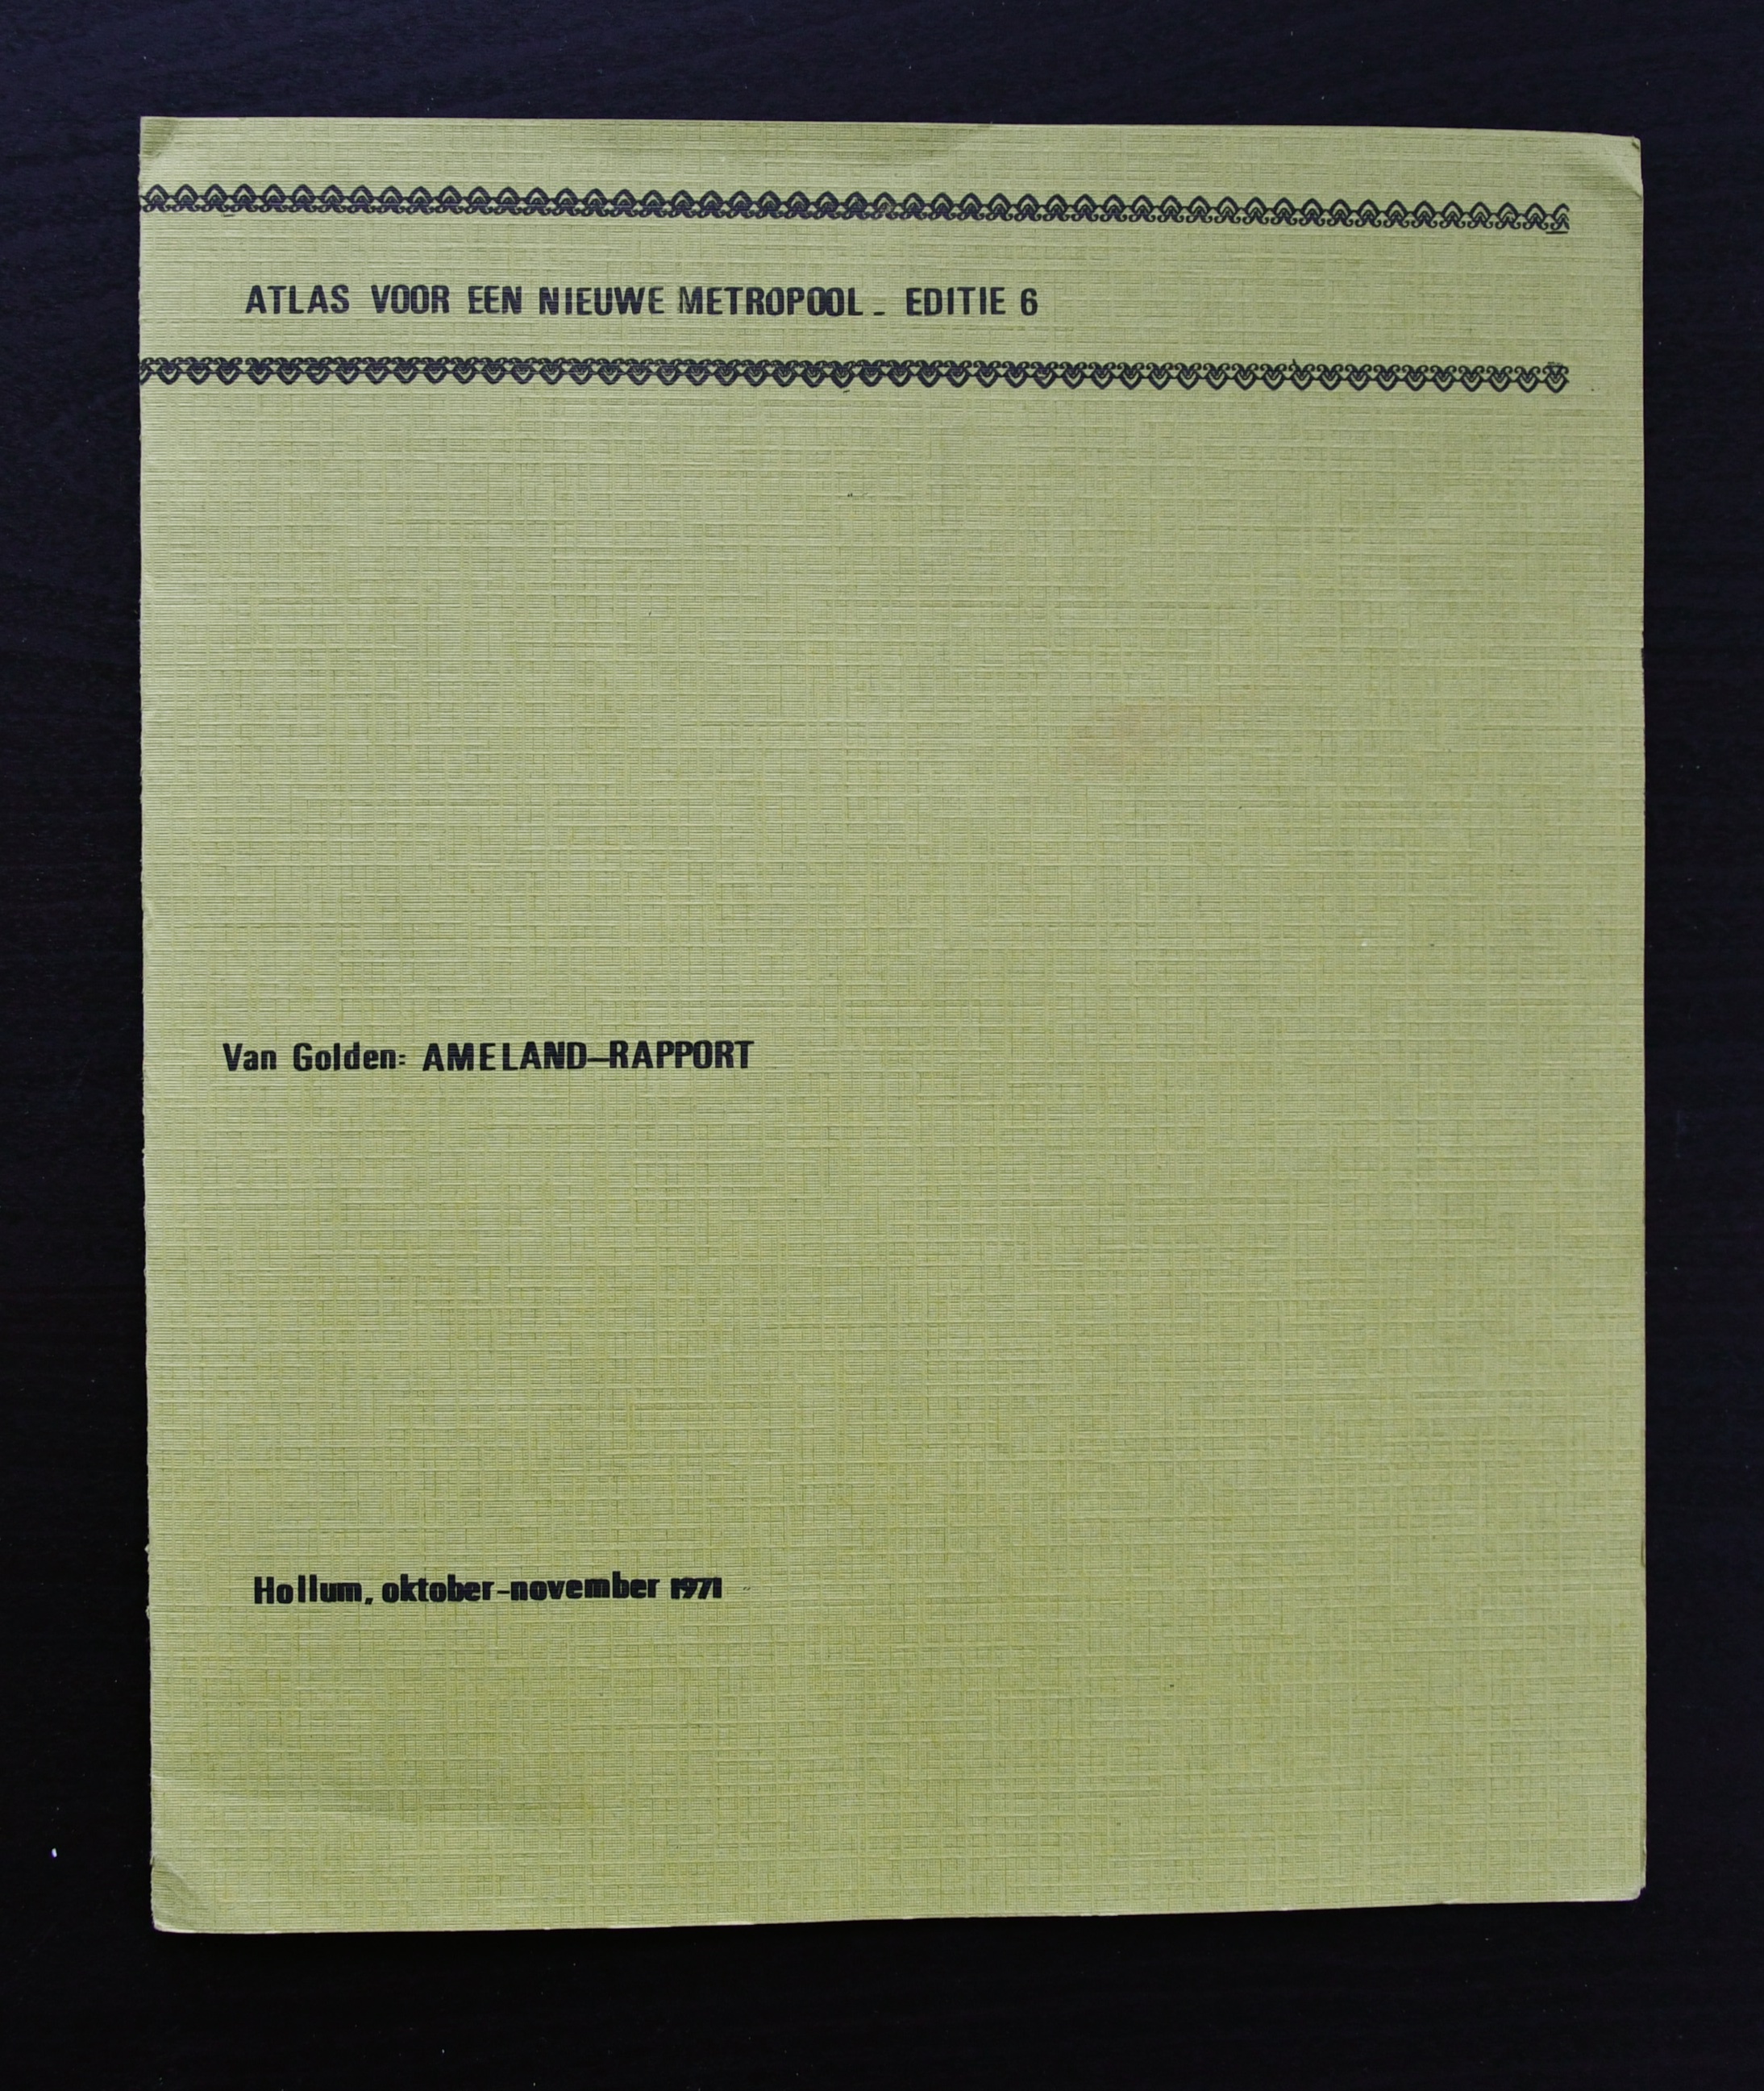 ATLAS VOOR EEN NIEUWE METROPOOL - EDITIE 6
Van Golden: AMELAND-RAPPORT
Hollum, oktober-november 1971